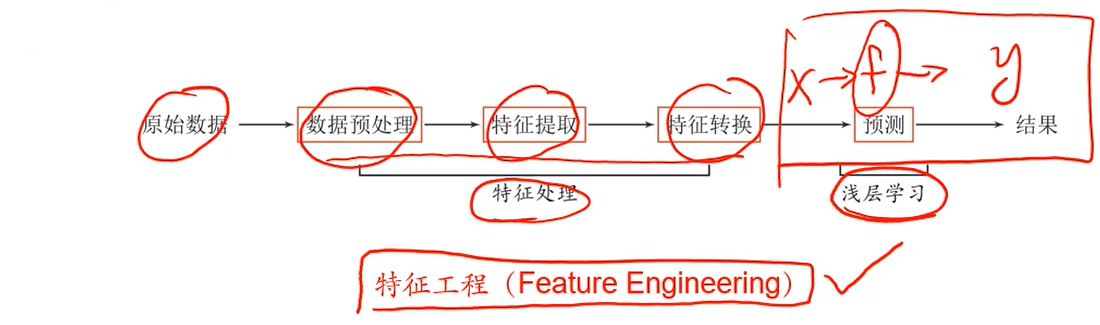 x → f → y
原始数据 → 数据预处理 → 特征提取 → 特征转换 → 预测 → 结果
特征处理 浅层学习
特征工程（Feature Engineering）